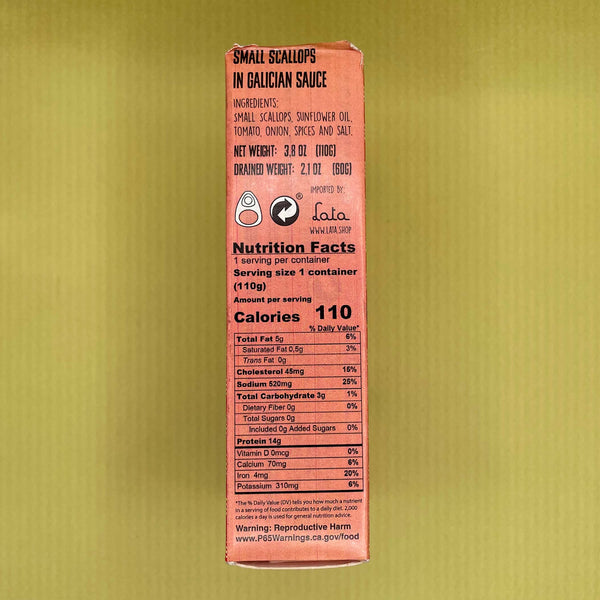 SMALL SCALLOPS
IN GALICIAN SAUCE
INGREDIENTS:
SMALL SCALLOPS, SUNFLOWER OIL,
TOMATO, ONION, SPICES AND SALT.
NET WEIGHT: 3,8 OZ (110G)
DRAINED WEIGHT: 2,1 OZ (60G)
IMPORTED BY:
®
Lata
WWW.LATA.SHOP
Nutrition Facts
1 serving per container
Serving size 1 container
(110g)
Amount per serving
Calories 110
% Daily Value*
Total Fat 5g 6%
Saturated Fat 0,5g 3%
Trans Fat 0g
Cholesterol 45mg 15%
Sodium 520mg 25%
Total Carbohydrate 3g 1%
Dietary Fiber 0g 0%
Total Sugars 0g
Included 0g Added Sugars 0%
Protein 14g
Vitamin D 0mcg 0%
Calcium 70mg 6%
Iron 4mg 20%
Potassium 310mg 6%
*The % Daily Value (DV) tells you how much a nutrient
in a serving of food contributes to a daily diet. 2,000
calories a day is used for general nutrition advice.
Warning: Reproductive Harm
www.P65Warnings.ca.gov/food